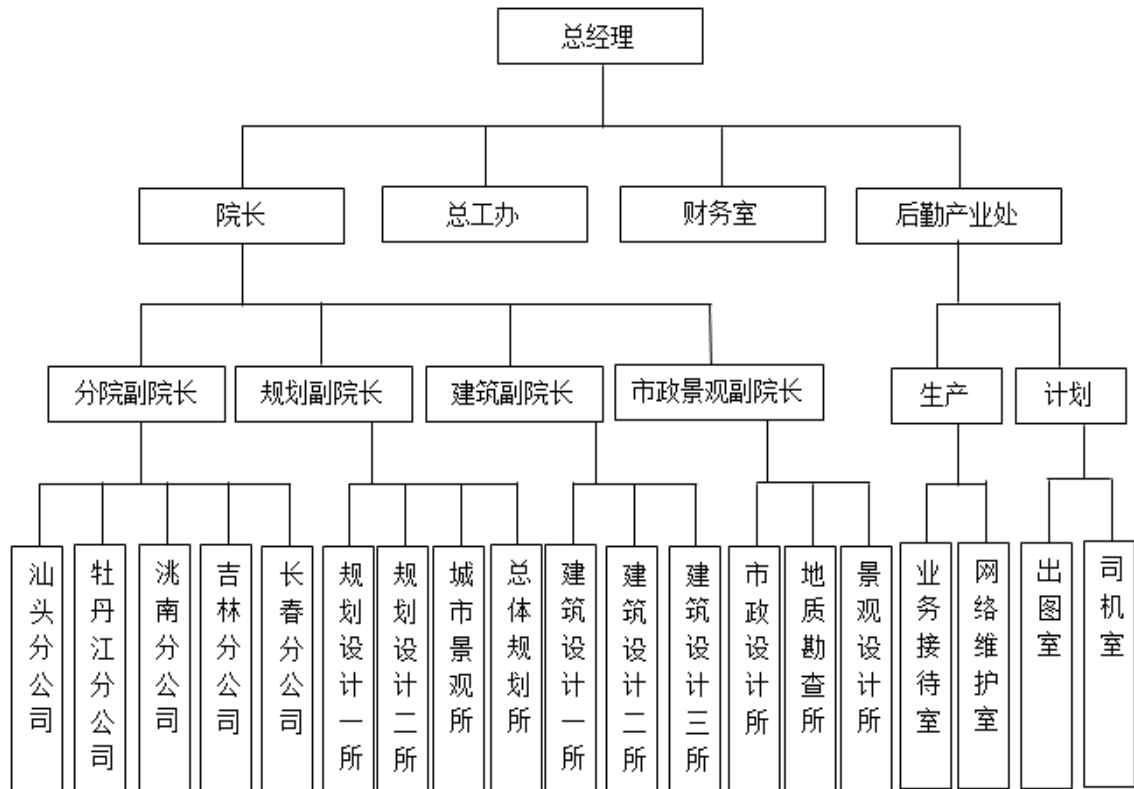 总经理
院长
总工办
财务室
后勤产业处
分院副院长
规划副院长
建筑副院长
市政景观副院长
生产
计划
汕头分公司
牡丹江分公司
洮南分公司
吉林分公司
长春分公司
规划设计一所
规划设计二所
城市景观所
总体规划所
建筑设计一所
建筑设计二所
建筑设计三所
市政设计所
地质勘查所
景观设计所
业务接待室
网络维护室
出图室
司机室